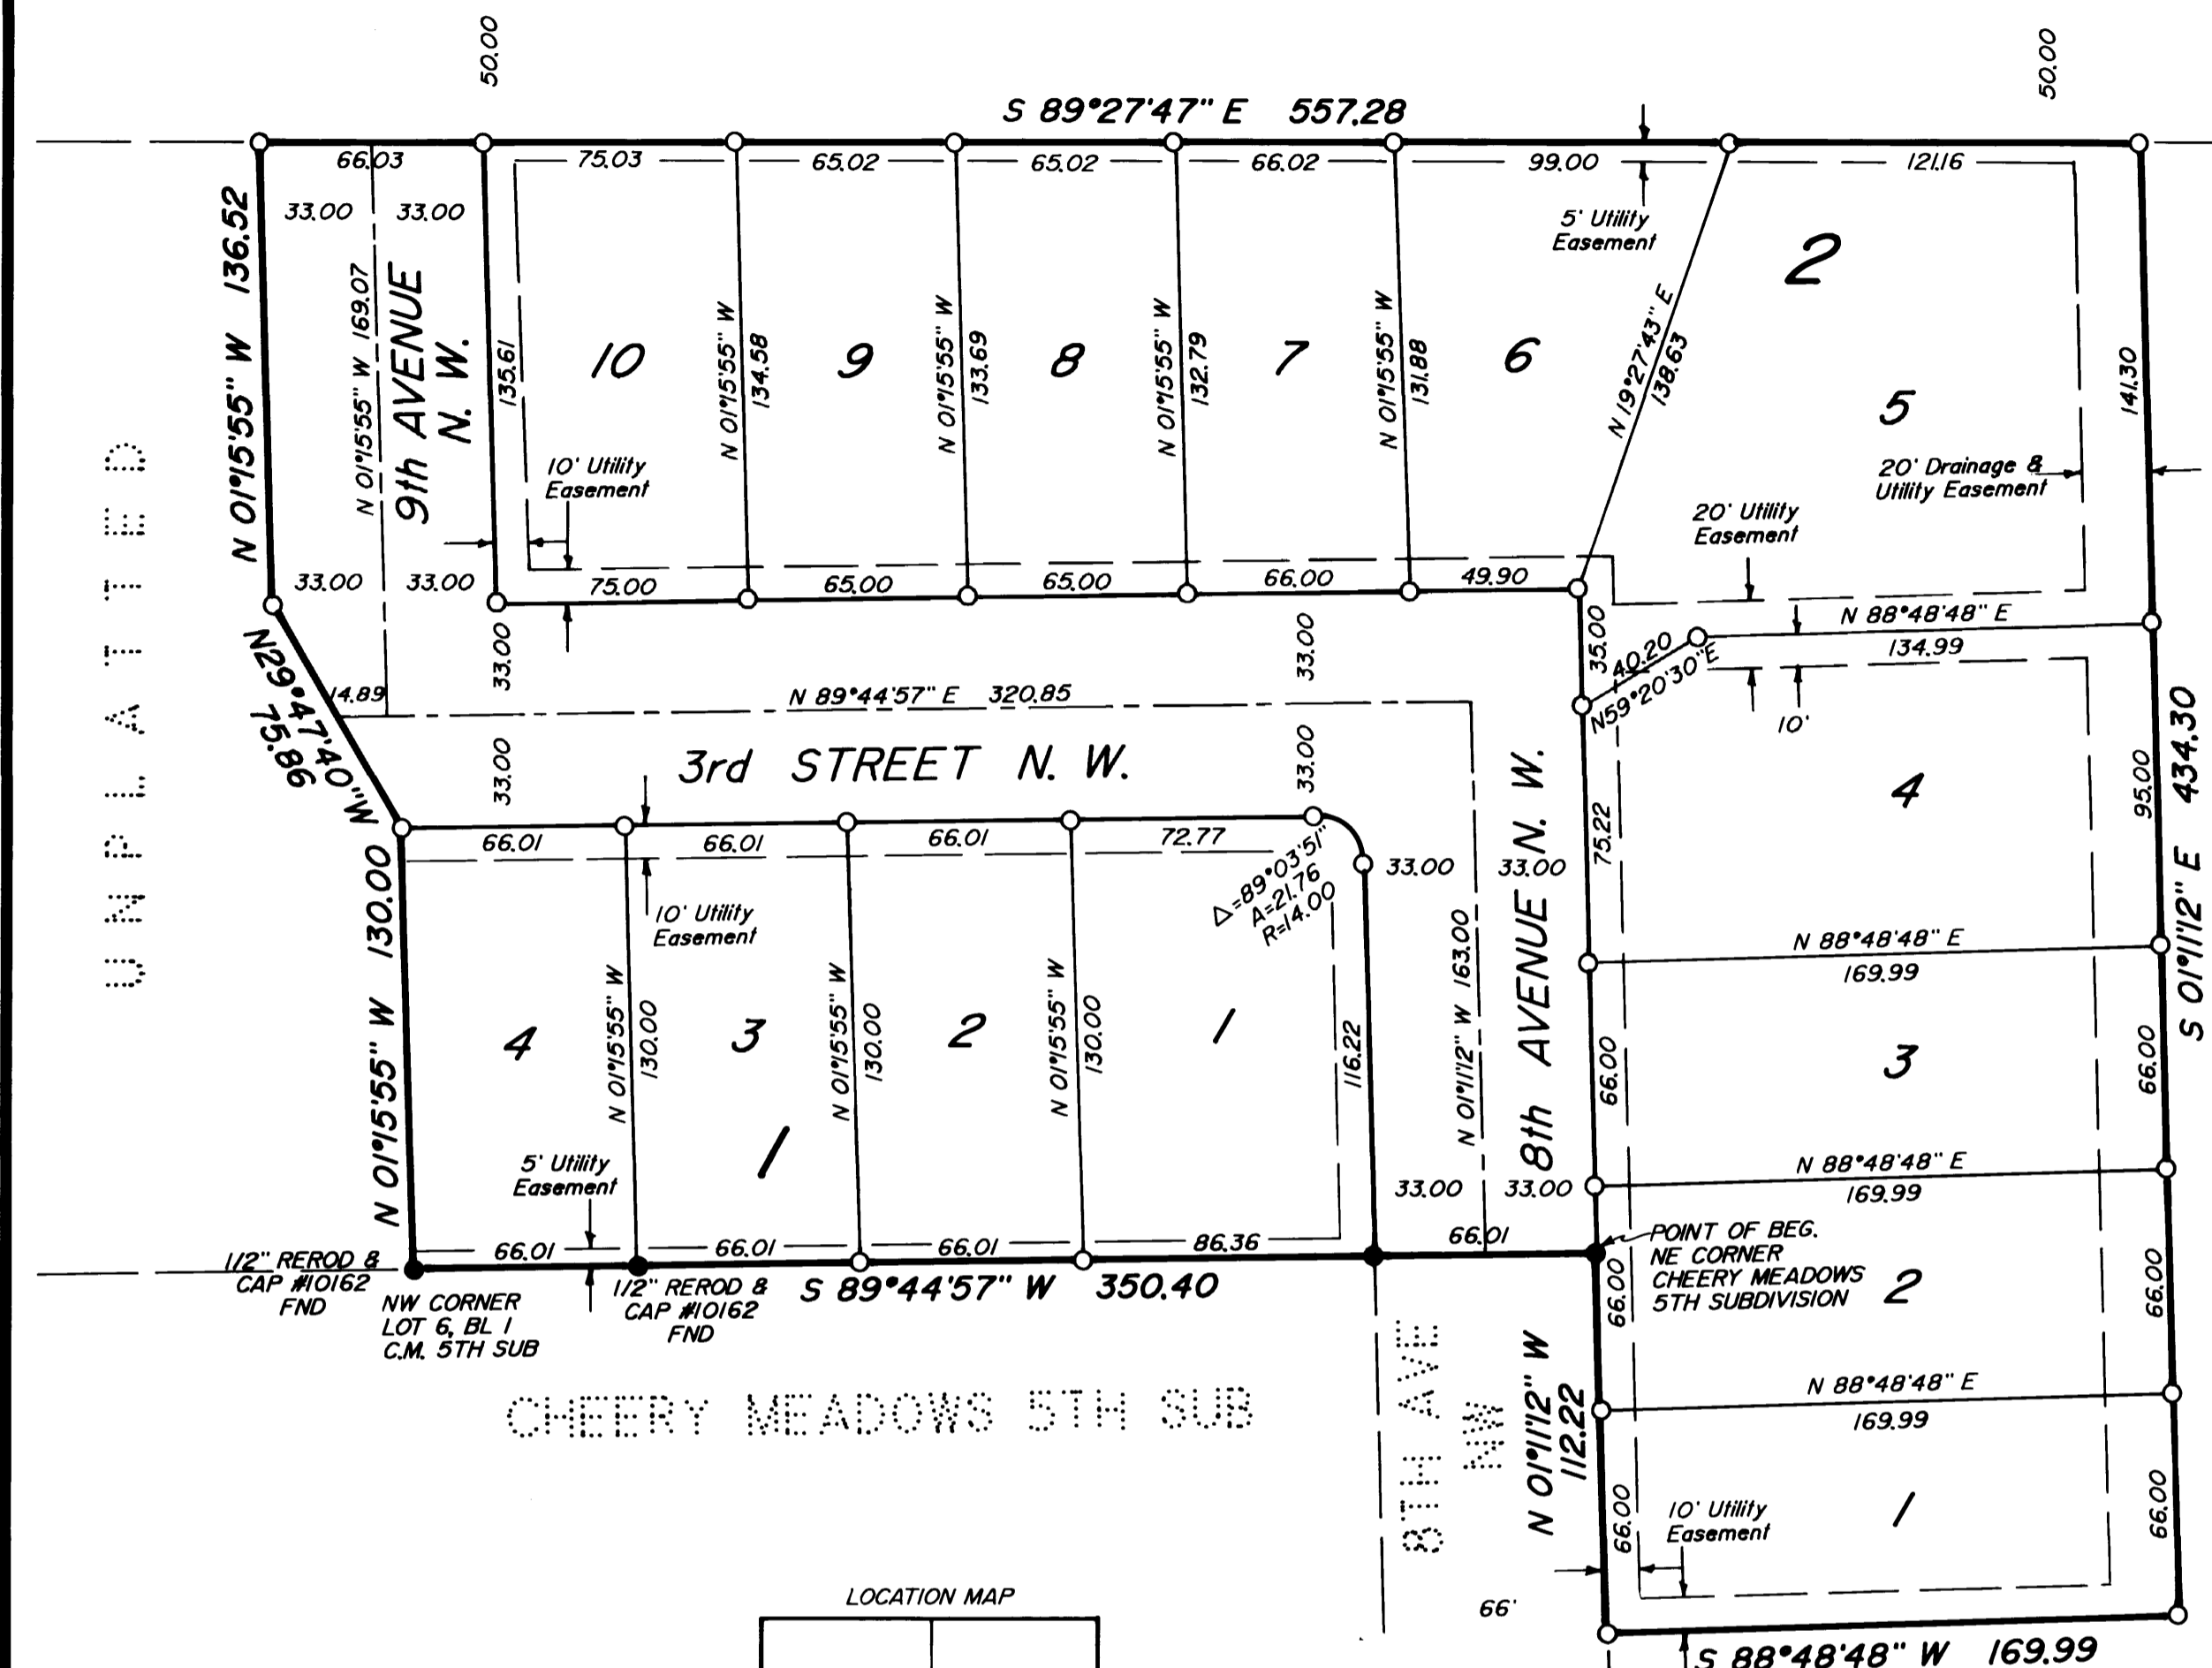 50.00
50.00
S 89°27'47" E 557.28
66.03
75.03
65.02
65.02
66.02
99.00
121.16
33.00
33.00
5' Utility
Easement
2
N 01°15'55" W 136.52
N 01°15'55" W 169.07
9th AVENUE
N. W.
135.61
10
N 01°15'55" W
134.58
9
N 01°15'55" W
133.69
8
N 01°15'55" W
132.79
7
N 01°15'55" W
131.88
6
N 19°27'43" E
138.63
5
141.30
10' Utility
Easement
20' Drainage &
Utility Easement
20' Utility
Easement
33.00
33.00
75.00
65.00
65.00
66.00
49.90
35.00
N 88°48'48" E
134.99
40.20
N59°20'30"E
10'
UNPLATTED
N29°47'40"W
75.86
14.89
33.00
33.00
N 89°44'57" E 320.85
3rd STREET N. W.
33.00
33.00
66.01
66.01
66.01
72.77
Δ=89°03'51"
A=21.76
R=14.00
33.00
33.00
75.22
4
95.00
S 01°11'12" E 434.30
N 01°15'55" W 130.00
10' Utility
Easement
N 01°11'12" W 163.00
8th AVENUE N. W.
N 88°48'48" E
169.99
4
N 01°15'55" W
130.00
3
N 01°15'55" W
130.00
2
N 01°15'55" W
130.00
1
116.22
66.00
3
66.00
1
5' Utility
Easement
33.00
33.00
N 88°48'48" E
169.99
66.01
66.01
66.01
86.36
66.01
POINT OF BEG.
NE CORNER
CHEERY MEADOWS
5TH SUBDIVISION
2
66.00
66.00
1/2" REROD &
CAP #10162
FND
NW CORNER
LOT 6, BL 1
C.M. 5TH SUB
1/2" REROD &
CAP #10162
FND
S 89°44'57" W 350.40
CHEERY MEADOWS 5TH SUB
8TH AVE
NW
N 01°11'12" W
112.22
N 88°48'48" E
169.99
66.00
10' Utility
Easement
1
66.00
LOCATION MAP
66'
S 88°48'48" W 169.99